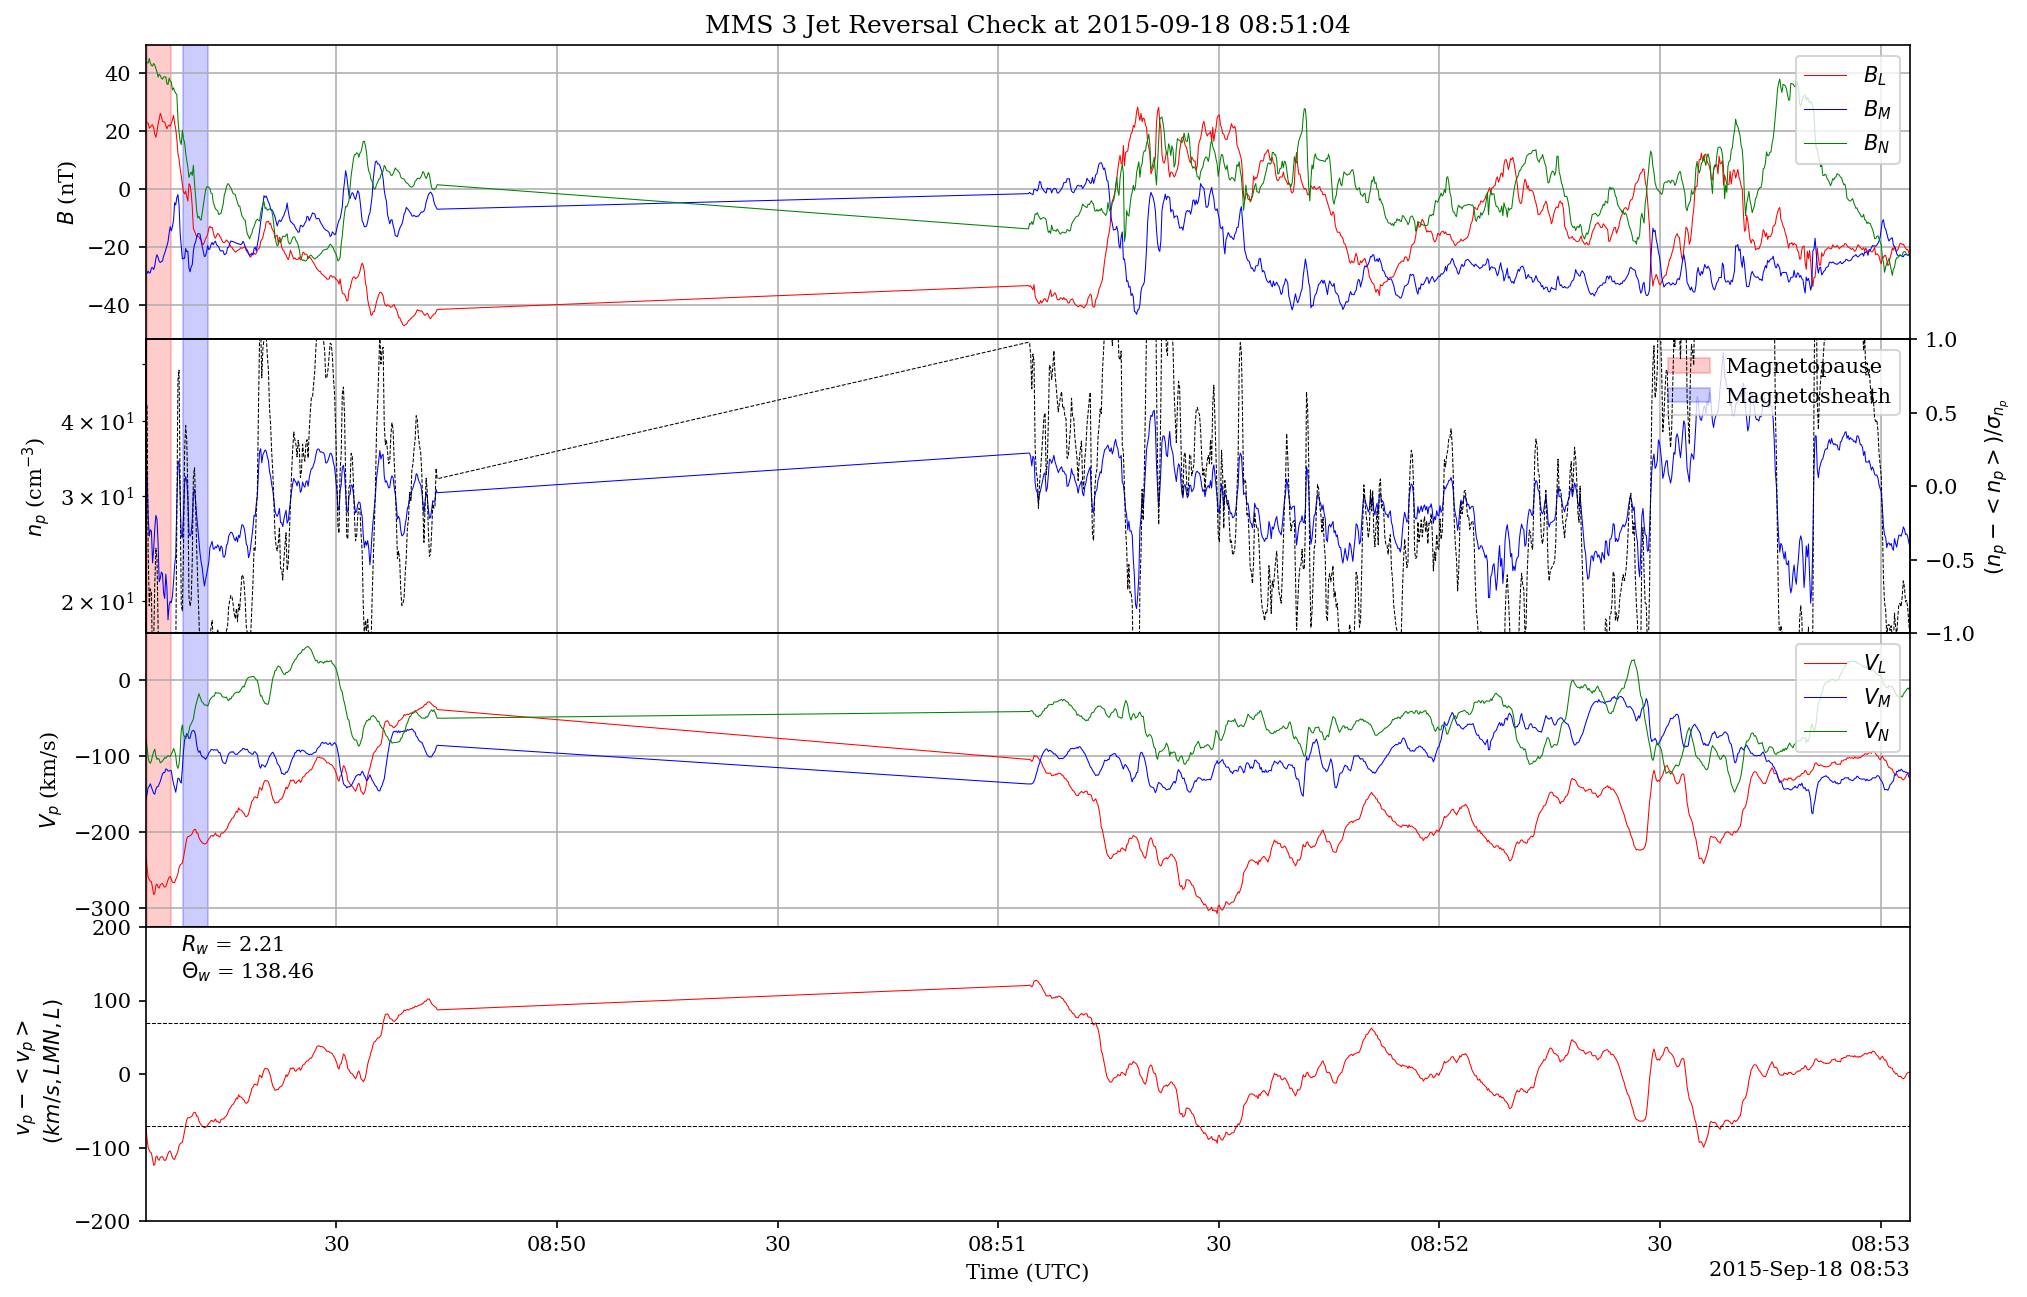 MMS 3 Jet Reversal Check at 2015-09-18 08:51:04
40
20
0
−20
−40
B (nT)
B_L
B_M
B_N
4 × 10^1
3 × 10^1
2 × 10^1
n_p (cm^{−3})
1.0
0.5
0.0
−0.5
−1.0
(n_p − < n_p >)/σ_{n_p}
Magnetopause
Magnetosheath
0
−100
−200
−300
V_p (km/s)
V_L
V_M
V_N
200
100
0
−100
−200
v_p − < v_p >
(km/s, LMN, L)
R_w = 2.21
Θ_w = 138.46
30 08:50 30 08:51 30 08:52 30 08:53
Time (UTC)
2015-Sep-18 08:53